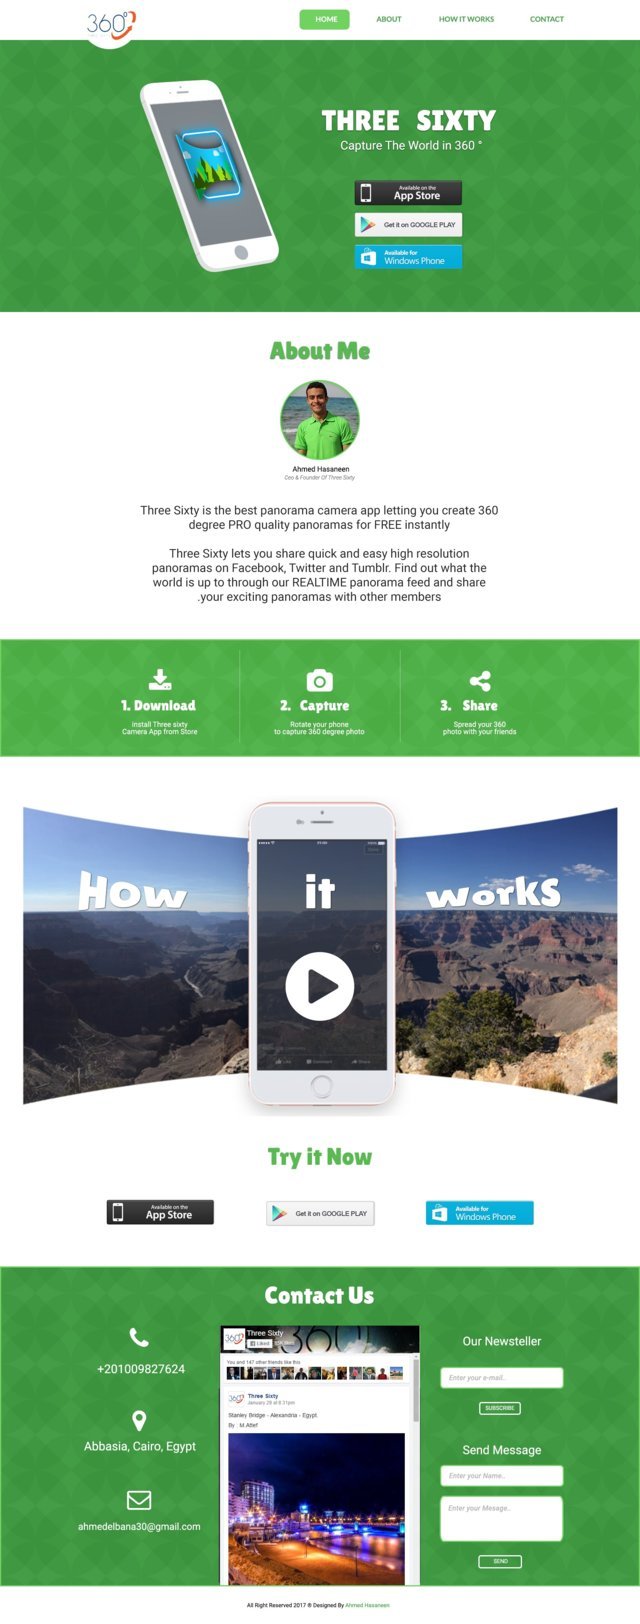 360°
HOME
ABOUT
HOW IT WORKS
CONTACT
THREE SIXTY
Capture The World in 360 °
Available on the
App Store
Get it on GOOGLE PLAY
Available for
Windows Phone
About Me
Ahmed Hasaneen
Ceo & Founder Of Three Sixty
Three Sixty is the best panorama camera app letting you create 360
degree PRO quality panoramas for FREE instantly
Three Sixty lets you share quick and easy high resolution
panoramas on Facebook, Twitter and Tumblr. Find out what the
world is up to through our REALTIME panorama feed and share
.your exciting panoramas with other members
1. Download
install Three sixty
Camera App from Store
2. Capture
Rotate your phone
to capture 360 degree photo
3. Share
Spread your 360
photo with your friends
How
it
works
Like
Comment
Share
Try it Now
Available on the
App Store
Get it on GOOGLE PLAY
Available for
Windows Phone
Contact Us
+201009827624
Abbasia, Cairo, Egypt
ahmedelbana30@gmail.com
360
Three Sixty
Liked
You and 147 other friends like this
360
Three Sixty
January 29 at 8:31pm
Stanley Bridge - Alexandria - Egypt.
By : M Attef
Our Newsteller
Enter your e-mail..
SUBSCRIBE
Send Message
Enter your Name..
Enter your Mesage..
SEND
All Right Reserved 2017 ® Designed By Ahmed Hasaneen